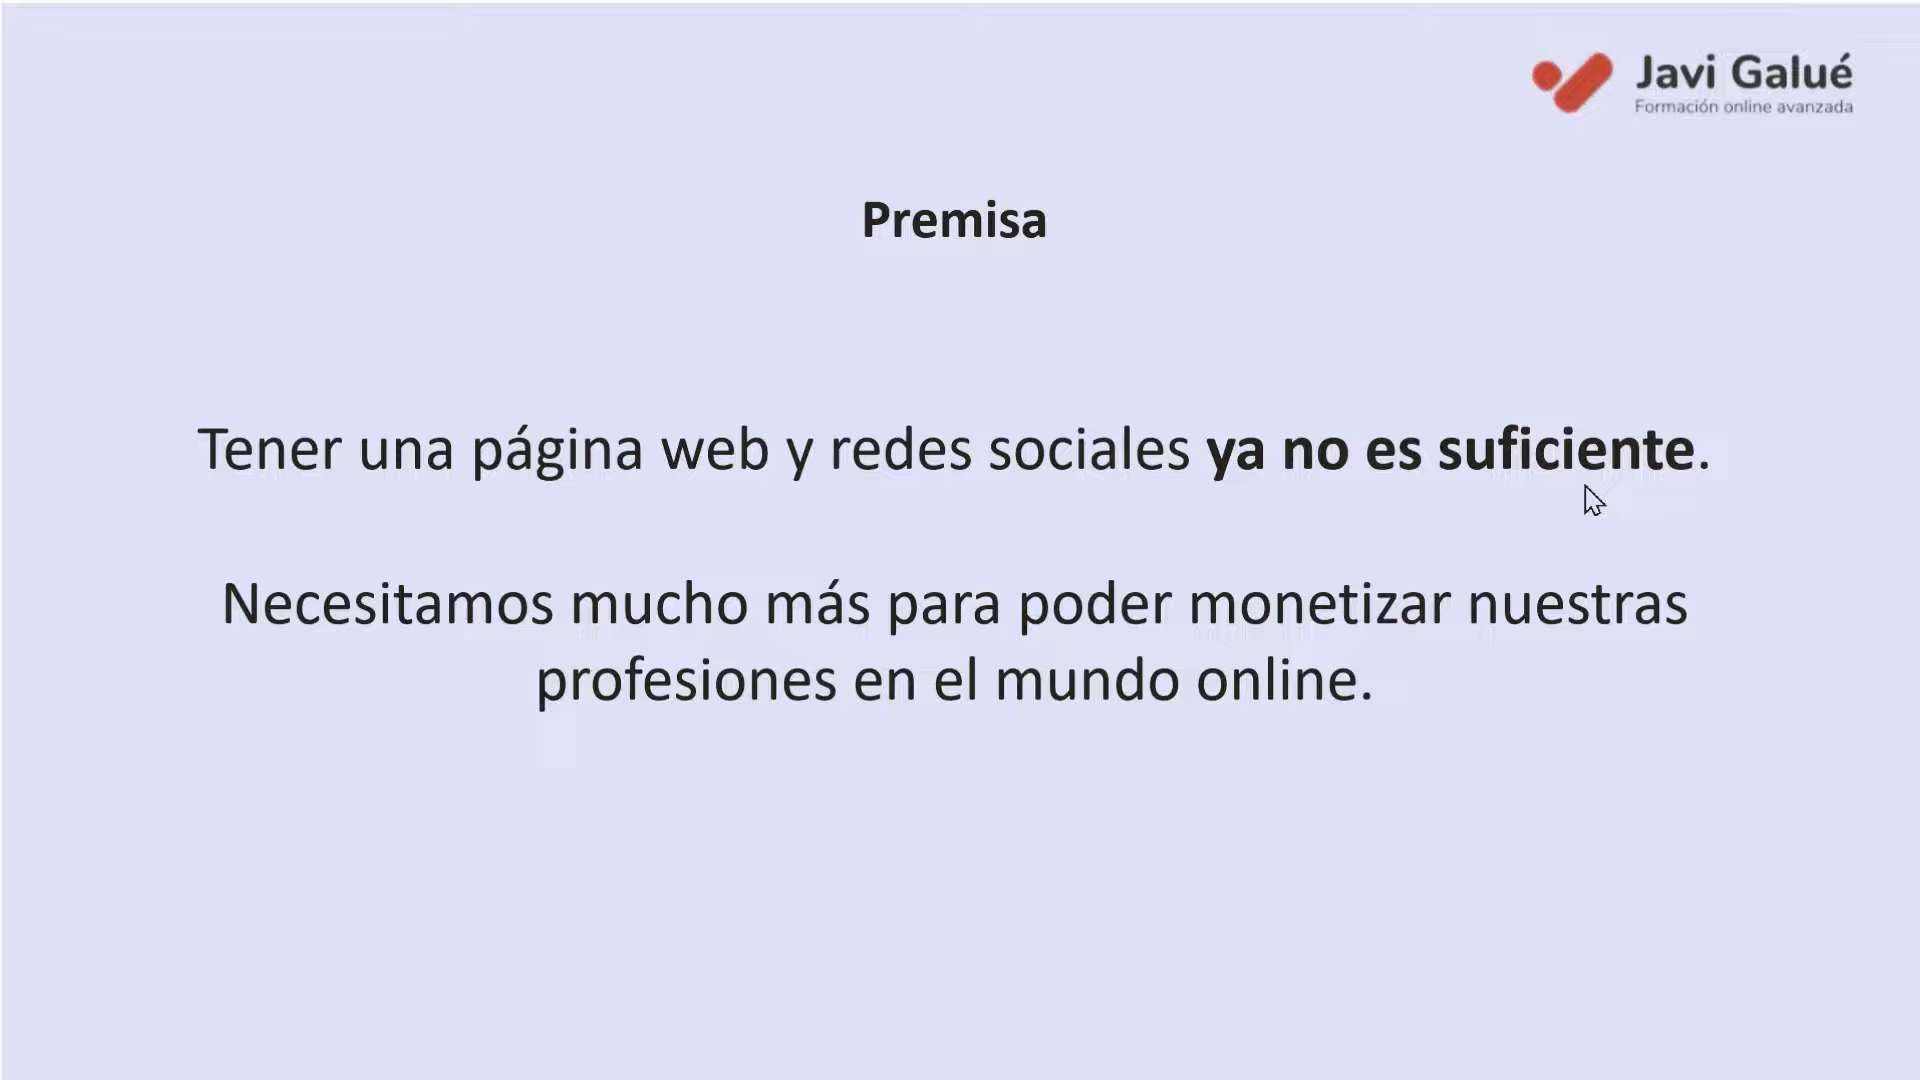 Javi Galué
Formación online avanzada
Premisa
Tener una página web y redes sociales ya no es suficiente.
Necesitamos mucho más para poder monetizar nuestras
profesiones en el mundo online.